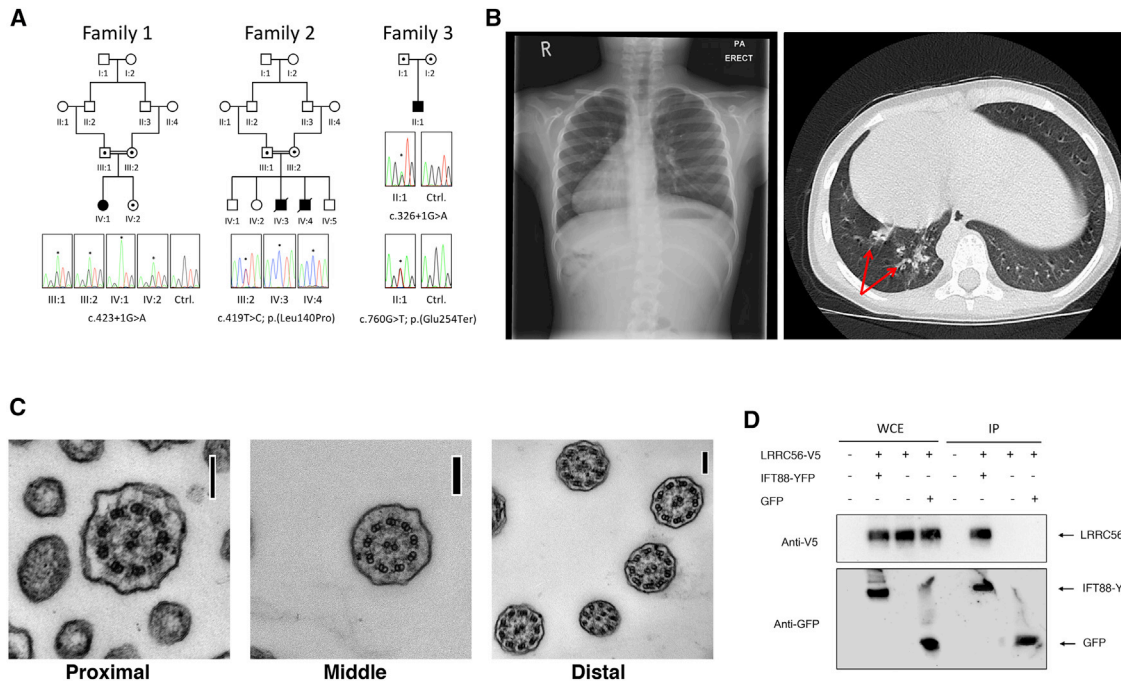 A
Family 1
Family 2
Family 3
I:1 I:2
I:1 I:2
I:1 I:2
II:1 II:2 II:3 II:4
II:1 II:2 II:3 II:4
II:1
III:1 III:2
III:1 III:2
II:1 Ctrl.
c.326+1G>A
IV:1 IV:2
IV:1 IV:2 IV:3 IV:4 IV:5
III:1 III:2 IV:1 IV:2 Ctrl.
III:2 IV:3 IV:4
II:1 Ctrl.
c.423+1G>A
c.419T>C; p.(Leu140Pro)
c.760G>T; p.(Glu254Ter)
B
R
PA
ERECT
C
Proximal
Middle
Distal
D
WCE IP
LRRC56-V5 - + + + - + + +
IFT88-YFP - + - - - + - -
GFP - - - + - - - +
Anti-V5
LRRC56
Anti-GFP
IFT88-Y
GFP